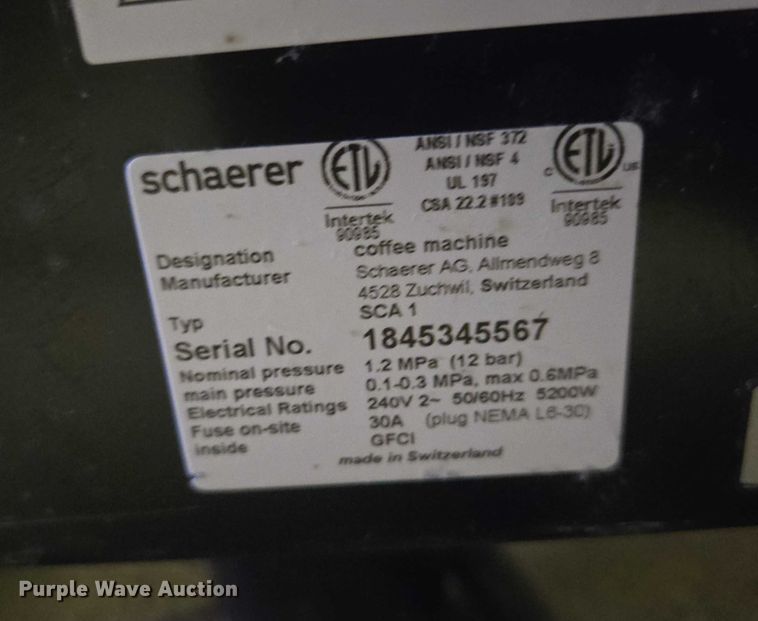 schaerer
ETL
Intertek
90985
ANSI / NSF 372
ANSI / NSF 4
UL 197
CSA 22.2 #109
C ETL US
Intertek
90985
Designation coffee machine
Manufacturer Schaerer AG, Allmendweg 8
4528 Zuchwil, Switzerland
Typ SCA 1
Serial No. 1845345567
Nominal pressure 1.2 MPa (12 bar)
main pressure 0.1-0.3 MPa, max 0.6MPa
Electrical Ratings 240V 2~ 50/60Hz 5200W
Fuse on-site 30A (plug NEMA L6-30)
inside GFCI
made in Switzerland
Purple Wave Auction